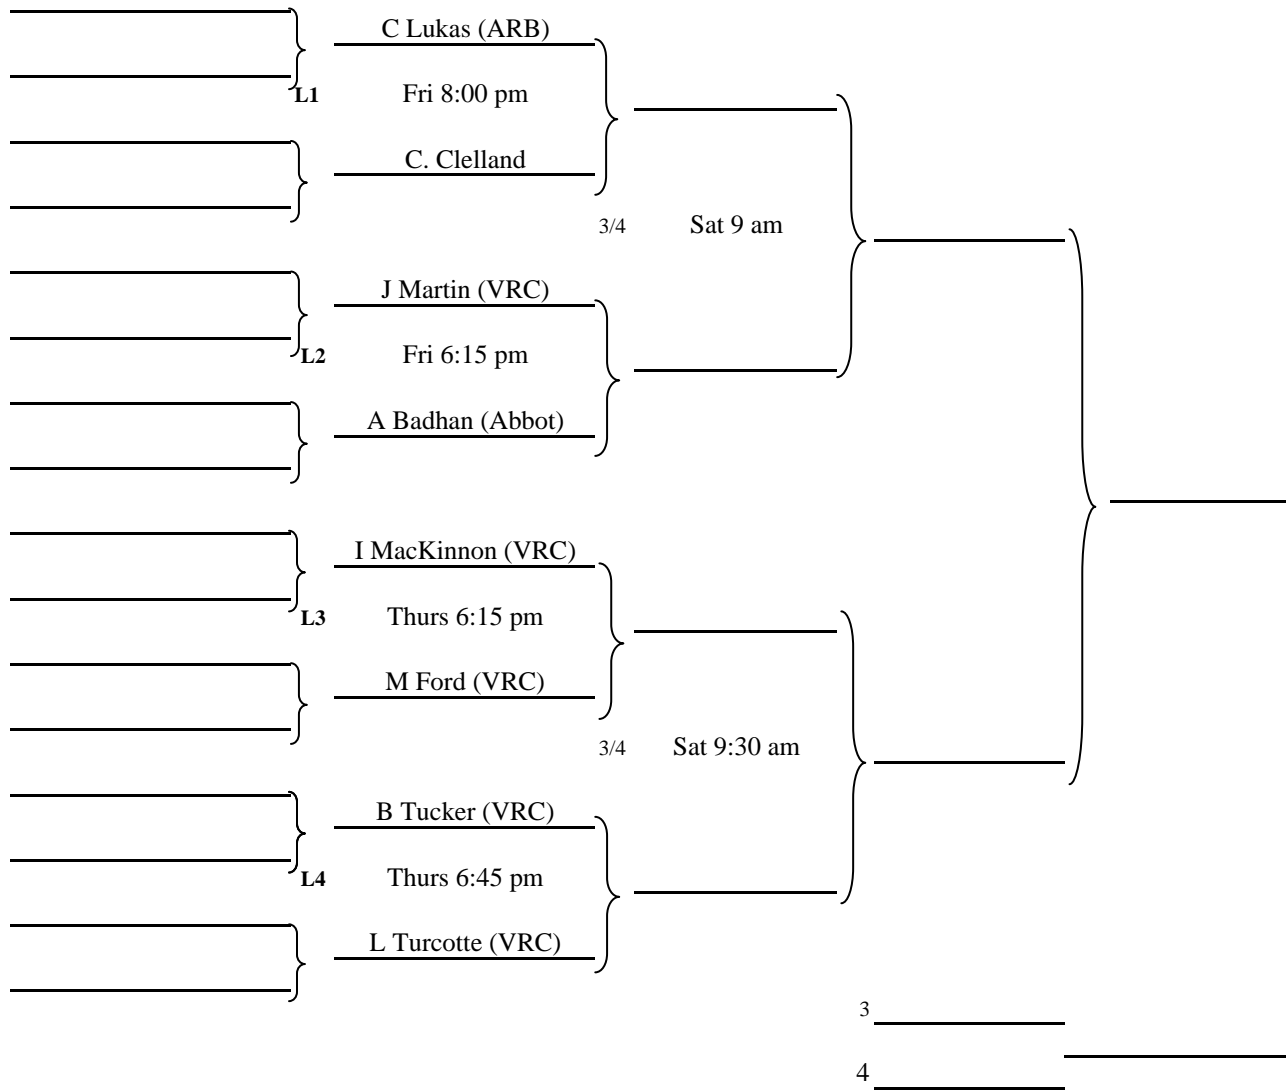 C Lukas (ARB)
L1 Fri 8:00 pm
C. Clelland
3/4 Sat 9 am
J Martin (VRC)
L2 Fri 6:15 pm
A Badhan (Abbot)
I MacKinnon (VRC)
L3 Thurs 6:15 pm
M Ford (VRC)
3/4 Sat 9:30 am
B Tucker (VRC)
L4 Thurs 6:45 pm
L Turcotte (VRC)
3
4